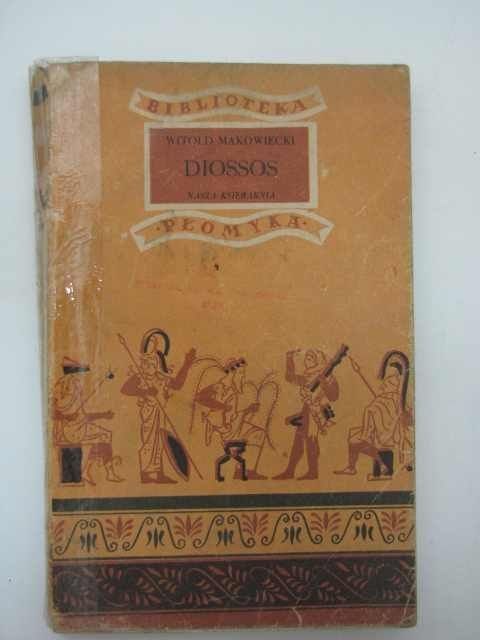 BIBLIOTEKA
WITOLD MAKOWIECKI
DIOSSOS
NASZA KSIĘGARNIA
· PŁOMYKA ·